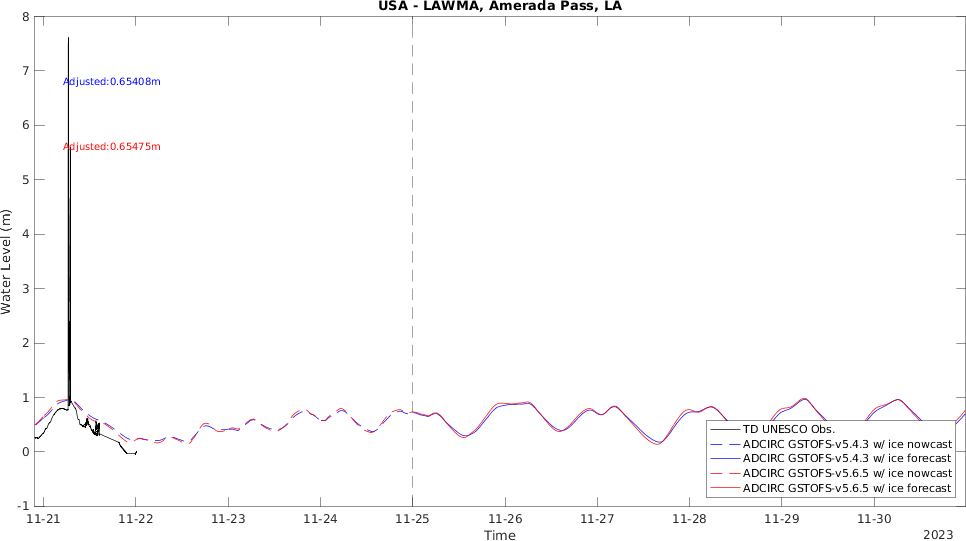 USA - LAWMA, Amerada Pass, LA
8
7
6
5
4
3
2
1
0
-1
Water Level (m)
Adjusted:0.65408m
Adjusted:0.65475m
TD UNESCO Obs.
ADCIRC GSTOFS-v5.4.3 w/ ice nowcast
ADCIRC GSTOFS-v5.4.3 w/ ice forecast
ADCIRC GSTOFS-v5.6.5 w/ ice nowcast
ADCIRC GSTOFS-v5.6.5 w/ ice forecast
11-21 11-22 11-23 11-24 11-25 11-26 11-27 11-28 11-29 11-30
Time
2023